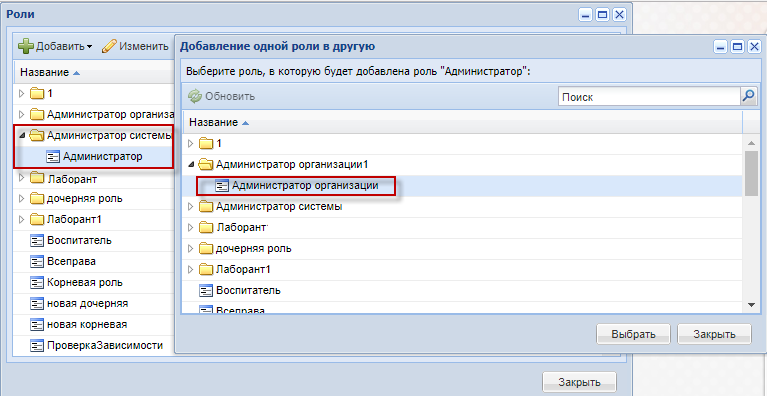 Роли
Добавить
Изменить
Название
1
Администратор организа
Администратор системы
Администратор
Лаборант
дочерняя роль
Лаборант1
Воспитатель
Всеправа
Корневая роль
новая дочерняя
новая корневая
ПроверкаЗависимости
Закрыть
Добавление одной роли в другую
Выберите роль, в которую будет добавлена роль "Администратор":
Обновить
Поиск
Название
1
Администратор организации1
Администратор организации
Администратор системы
Лаборант
дочерняя роль
Лаборант1
Воспитатель
Всеправа
Выбрать
Закрыть